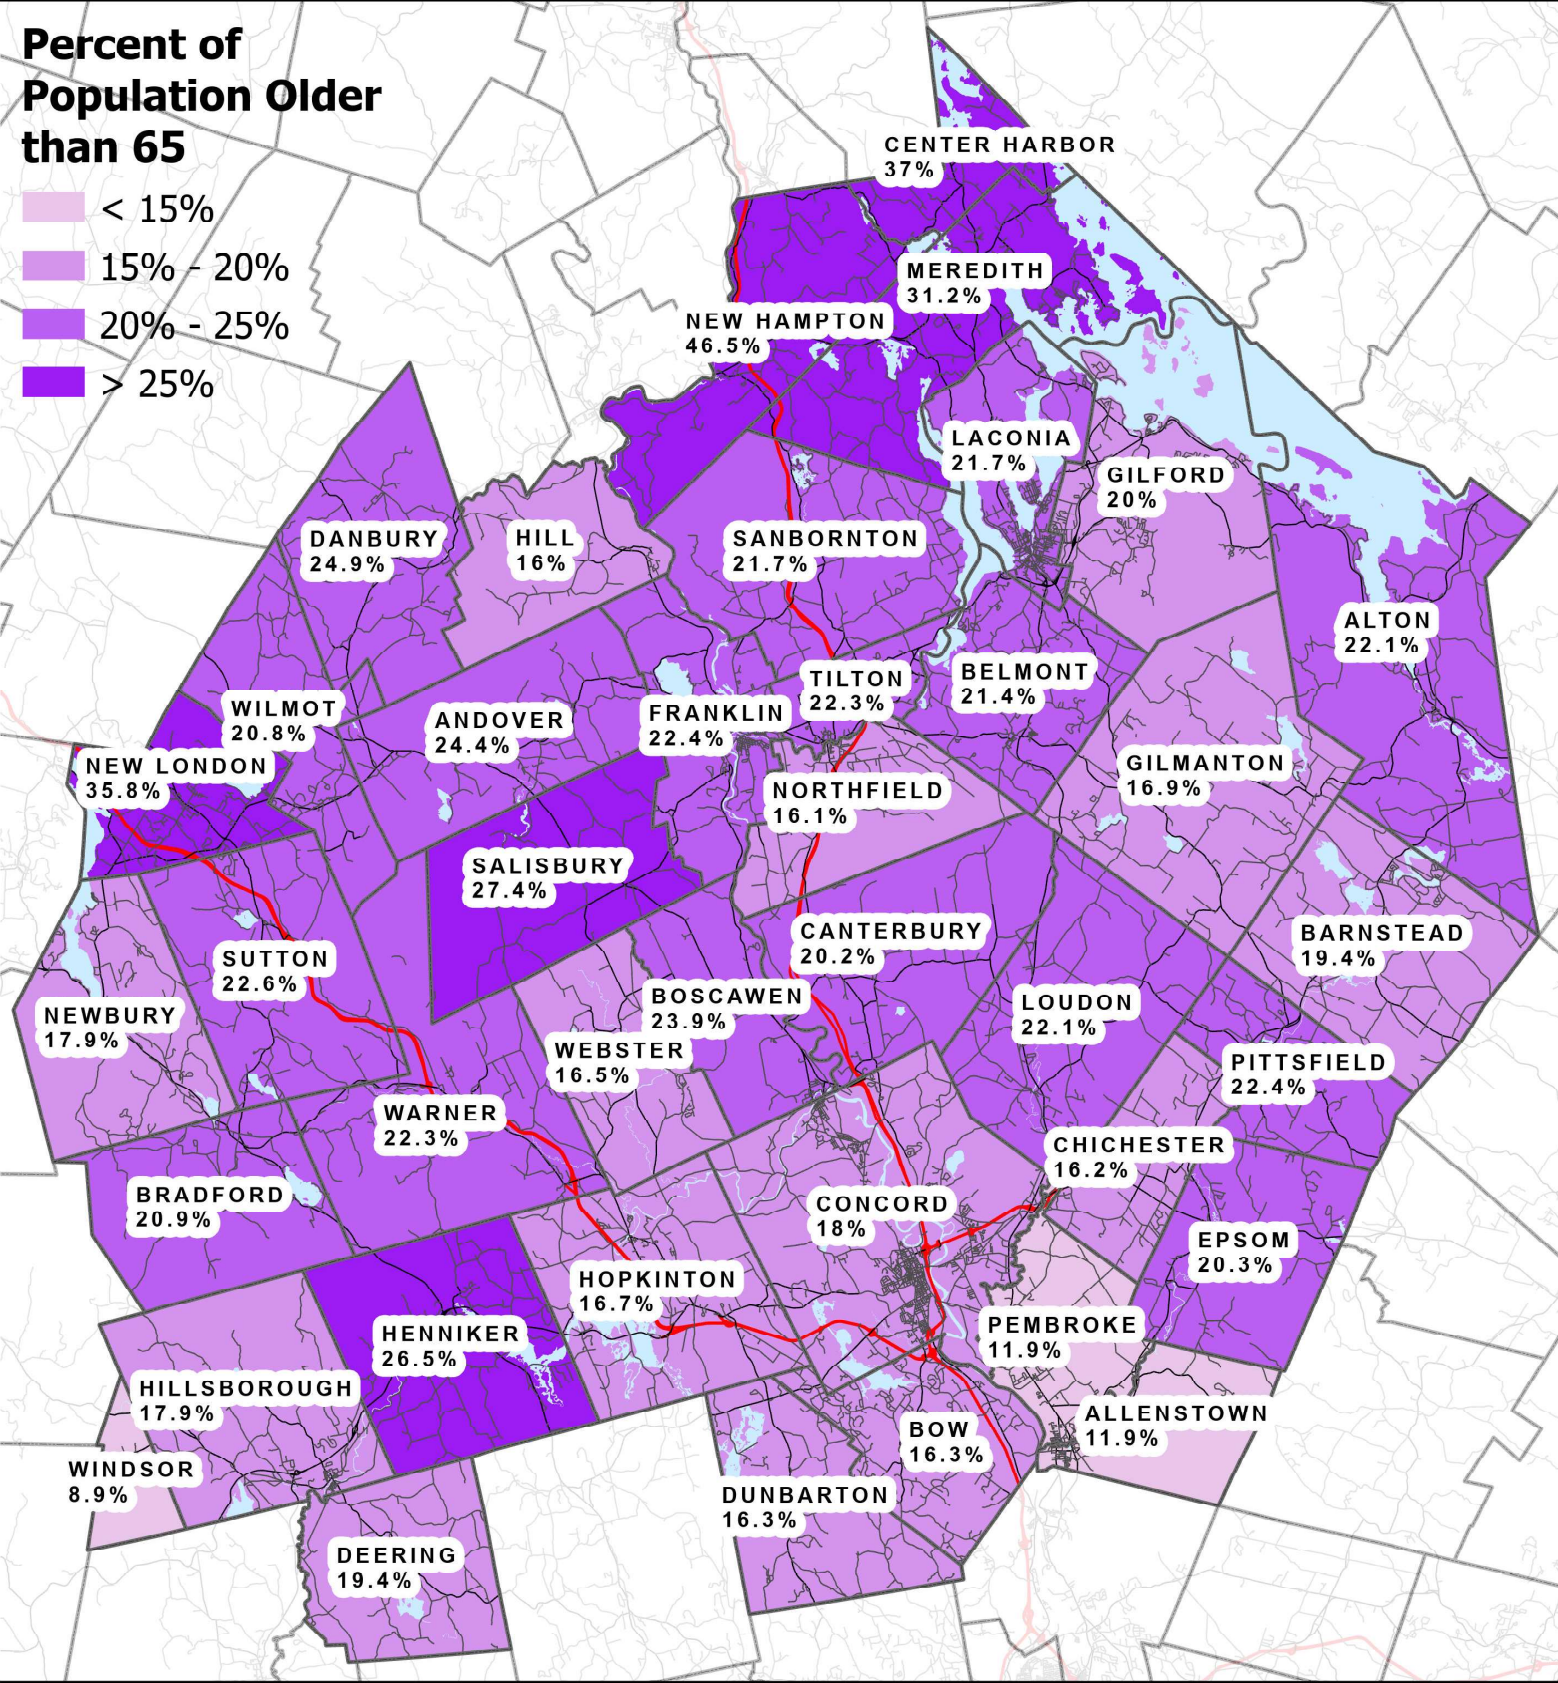 Percent of
Population Older
than 65
< 15%
15% - 20%
20% - 25%
> 25%
CENTER HARBOR
37%
MEREDITH
31.2%
NEW HAMPTON
46.5%
LACONIA
21.7%
GILFORD
20%
DANBURY
24.9%
HILL
16%
SANBORNTON
21.7%
ALTON
22.1%
TILTON
22.3%
BELMONT
21.4%
WILMOT
20.8%
ANDOVER
24.4%
FRANKLIN
22.4%
NEW LONDON
35.8%
GILMANTON
16.9%
NORTHFIELD
16.1%
SALISBURY
27.4%
CANTERBURY
20.2%
BARNSTEAD
19.4%
SUTTON
22.6%
BOSCAWEN
23.9%
LOUDON
22.1%
NEWBURY
17.9%
WEBSTER
16.5%
PITTSFIELD
22.4%
WARNER
22.3%
CHICHESTER
16.2%
BRADFORD
20.9%
CONCORD
18%
EPSOM
20.3%
HOPKINTON
16.7%
PEMBROKE
11.9%
HENNIKER
26.5%
HILLSBOROUGH
17.9%
ALLENSTOWN
11.9%
BOW
16.3%
WINDSOR
8.9%
DUNBARTON
16.3%
DEERING
19.4%